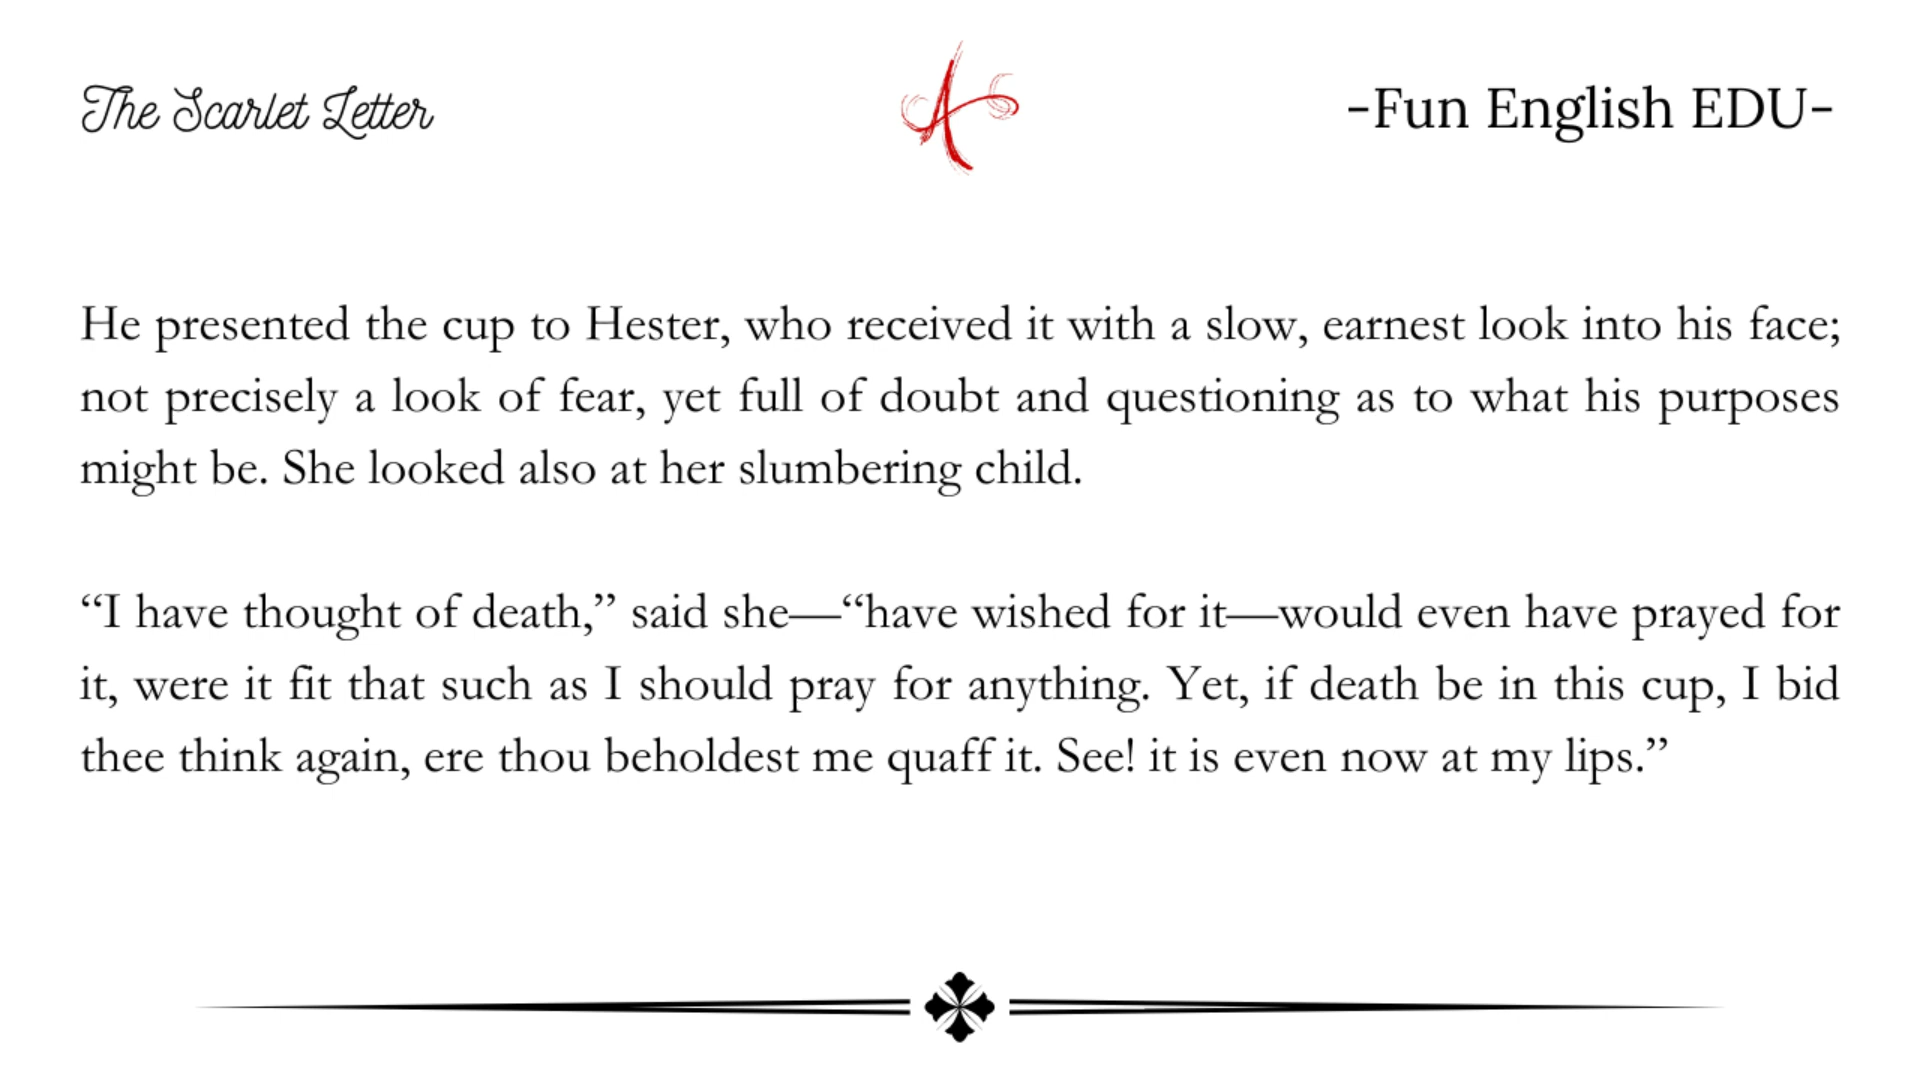 The Scarlet Letter
A
-Fun English EDU-
He presented the cup to Hester, who received it with a slow, earnest look into his face;
not precisely a look of fear, yet full of doubt and questioning as to what his purposes
might be. She looked also at her slumbering child.
“I have thought of death,” said she—“have wished for it—would even have prayed for
it, were it fit that such as I should pray for anything. Yet, if death be in this cup, I bid
thee think again, ere thou beholdest me quaff it. See! it is even now at my lips.”